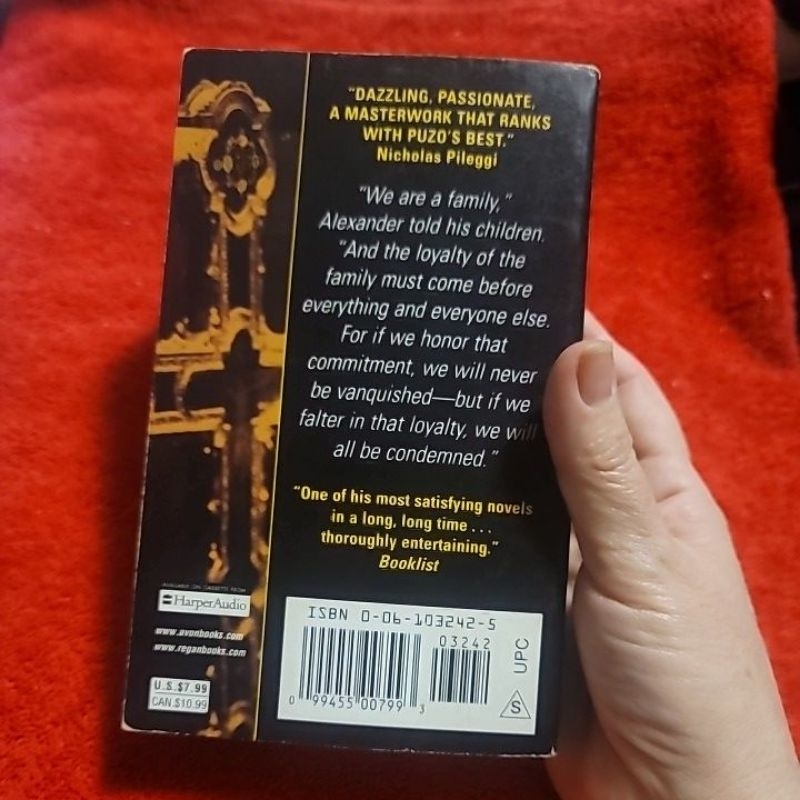 "DAZZLING, PASSIONATE,
A MASTERWORK THAT RANKS
WITH PUZO'S BEST."
Nicholas Pileggi
"We are a family,"
Alexander told his children.
"And the loyalty of the
family must come before
everything and everyone else.
For if we honor that
commitment, we will never
be vanquished—but if we
falter in that loyalty, we will
all be condemned."
"One of his most satisfying novels
in a long, long time . . .
thoroughly entertaining."
Booklist
AVAILABLE ON CASSETTE FROM
HarperAudio
www.avonbooks.com
www.reganbooks.com
U.S.$7.99
CAN.$10.99
ISBN 0-06-103242-5
03242
0 99455 00799 3
UPC
S